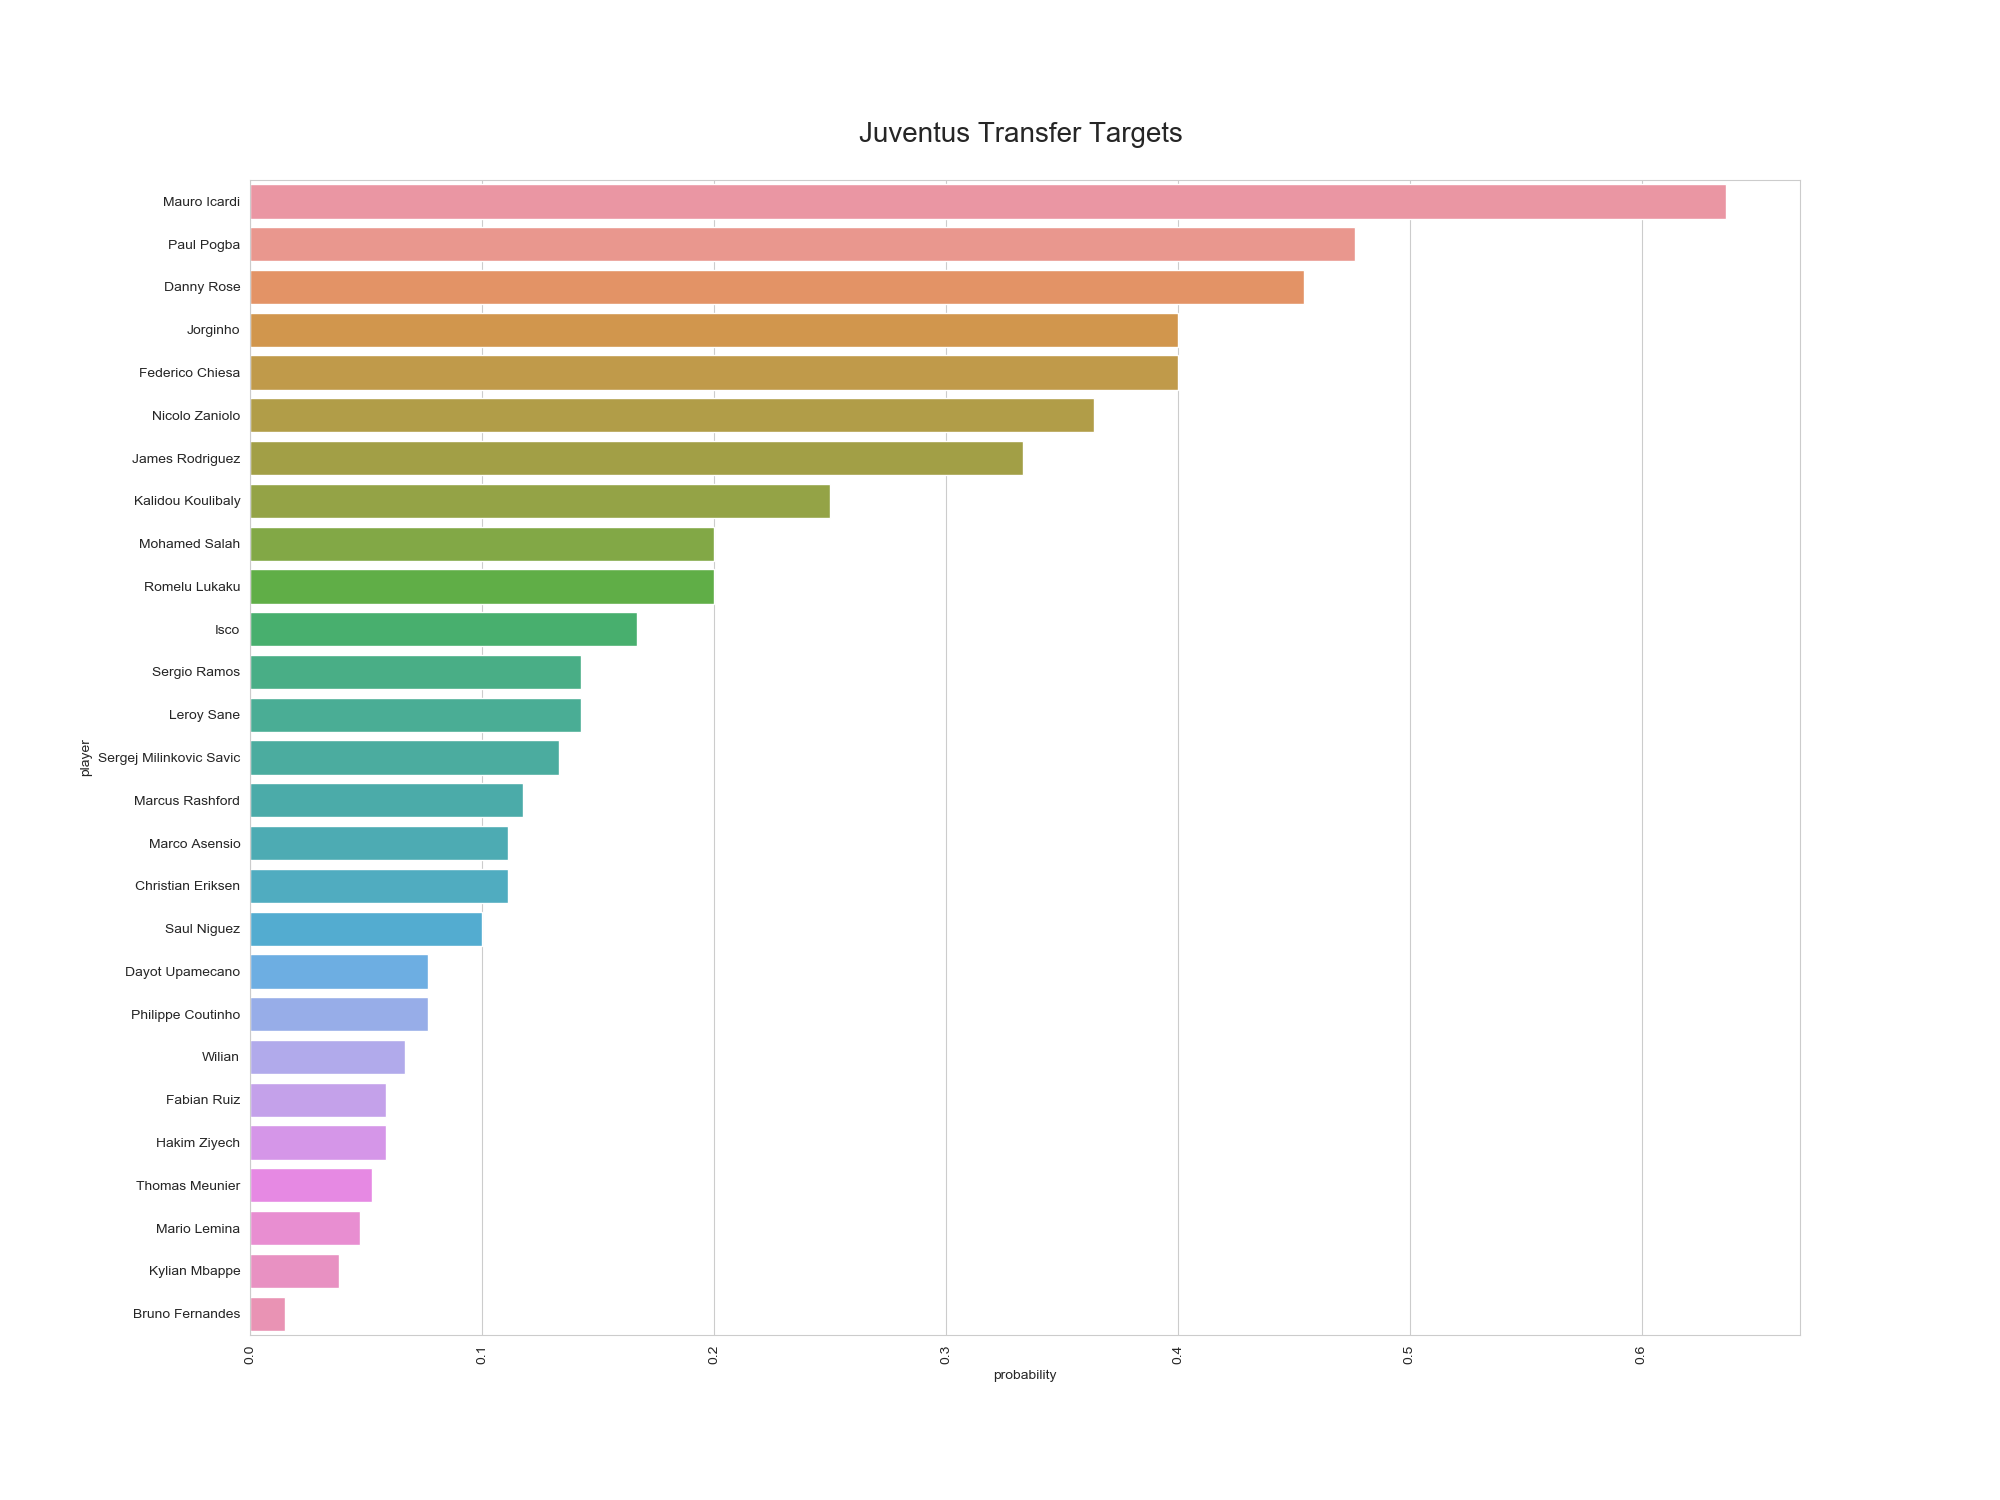 Juventus Transfer Targets
Mauro Icardi
Paul Pogba
Danny Rose
Jorginho
Federico Chiesa
Nicolo Zaniolo
James Rodriguez
Kalidou Koulibaly
Mohamed Salah
Romelu Lukaku
Isco
Sergio Ramos
Leroy Sane
player
Sergej Milinkovic Savic
Marcus Rashford
Marco Asensio
Christian Eriksen
Saul Niguez
Dayot Upamecano
Philippe Coutinho
Wilian
Fabian Ruiz
Hakim Ziyech
Thomas Meunier
Mario Lemina
Kylian Mbappe
Bruno Fernandes
0.0 0.1 0.2 0.3 0.4 0.5 0.6
probability